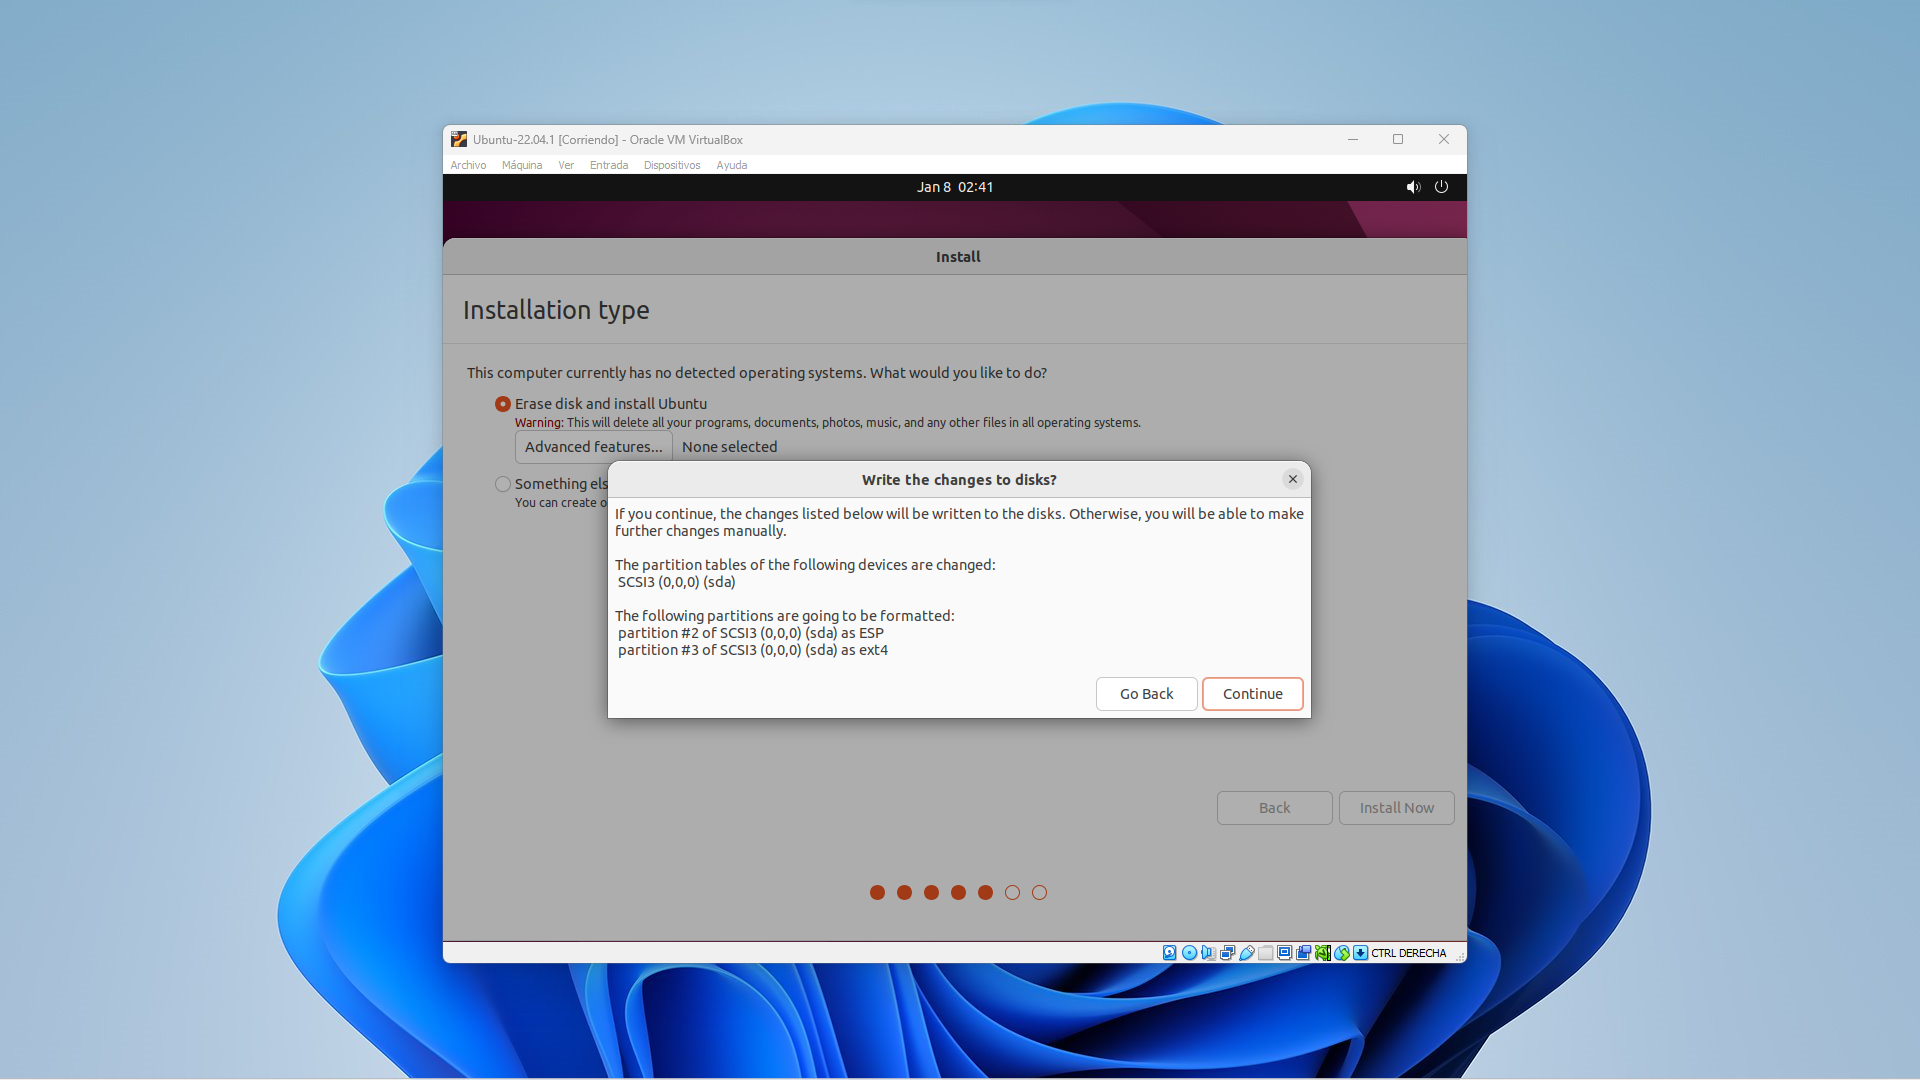 Ubuntu-22.04.1 [Corriendo] - Oracle VM VirtualBox
Archivo Máquina Ver Entrada Dispositivos Ayuda
Jan 8 02:41
Install
Installation type
This computer currently has no detected operating systems. What would you like to do?
Erase disk and install Ubuntu
Warning: This will delete all your programs, documents, photos, music, and any other files in all operating systems.
Advanced features... None selected
Something els
You can create o
Write the changes to disks?
If you continue, the changes listed below will be written to the disks. Otherwise, you will be able to make
further changes manually.
The partition tables of the following devices are changed:
SCSI3 (0,0,0) (sda)
The following partitions are going to be formatted:
partition #2 of SCSI3 (0,0,0) (sda) as ESP
partition #3 of SCSI3 (0,0,0) (sda) as ext4
Go Back Continue
Back Install Now
CTRL DERECHA